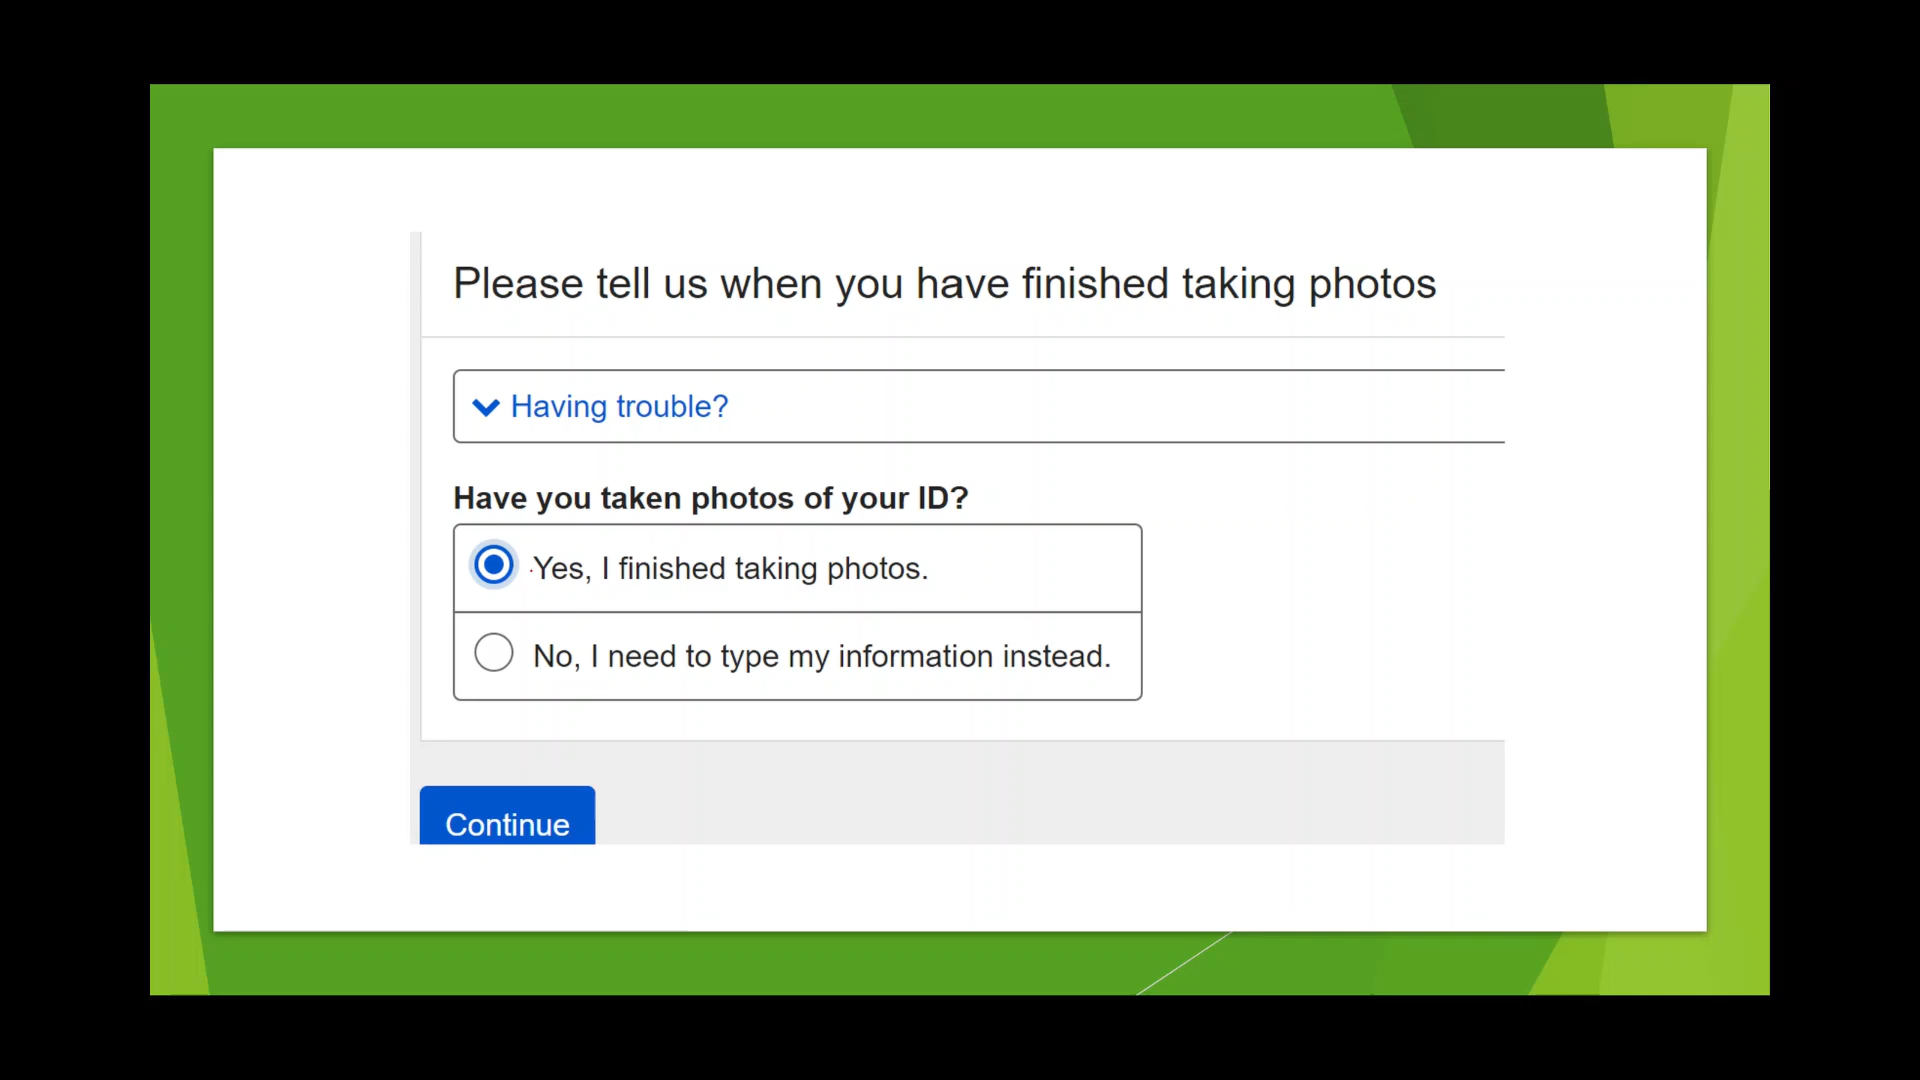 Please tell us when you have finished taking photos
Having trouble?
Have you taken photos of your ID?
Yes, I finished taking photos.
No, I need to type my information instead.
Continue